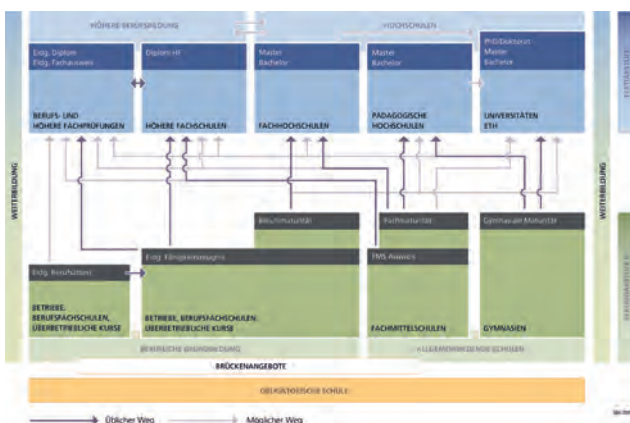 HÖHERE BERUFSBILDUNG
HOCHSCHULEN
Eidg. Diplom
Eidg. Fachausweis
Diplom HF
Master
Bachelor
Master
Bachelor
PhD/Doktorat
Master
Bachelor
BERUFS- UND
HÖHERE FACHPRÜFUNGEN
HÖHERE FACHSCHULEN
FACHHOCHSCHULEN
PÄDAGOGISCHE
HOCHSCHULEN
UNIVERSITÄTEN
ETH
WEITERBILDUNG
WEITERBILDUNG
TERTIÄRSTUFE
Berufsmaturität
Fachmaturität
Gymnasiale Maturität
Eidg. Fähigkeitszeugnis
FMS Ausweis
Eidg. Berufsattest
BETRIEBE,
BERUFSFACHSCHULEN,
ÜBERBETRIEBLICHE KURSE
BETRIEBE, BERUFSFACHSCHULEN,
ÜBERBETRIEBLICHE KURSE
FACHMITTELSCHULEN
GYMNASIEN
BERUFLICHE GRUNDBILDUNG
ALLGEMEINBILDENDE SCHULEN
BRÜCKENANGEBOTE
OBLIGATORISCHE SCHULE
Üblicher Weg
Möglicher Weg